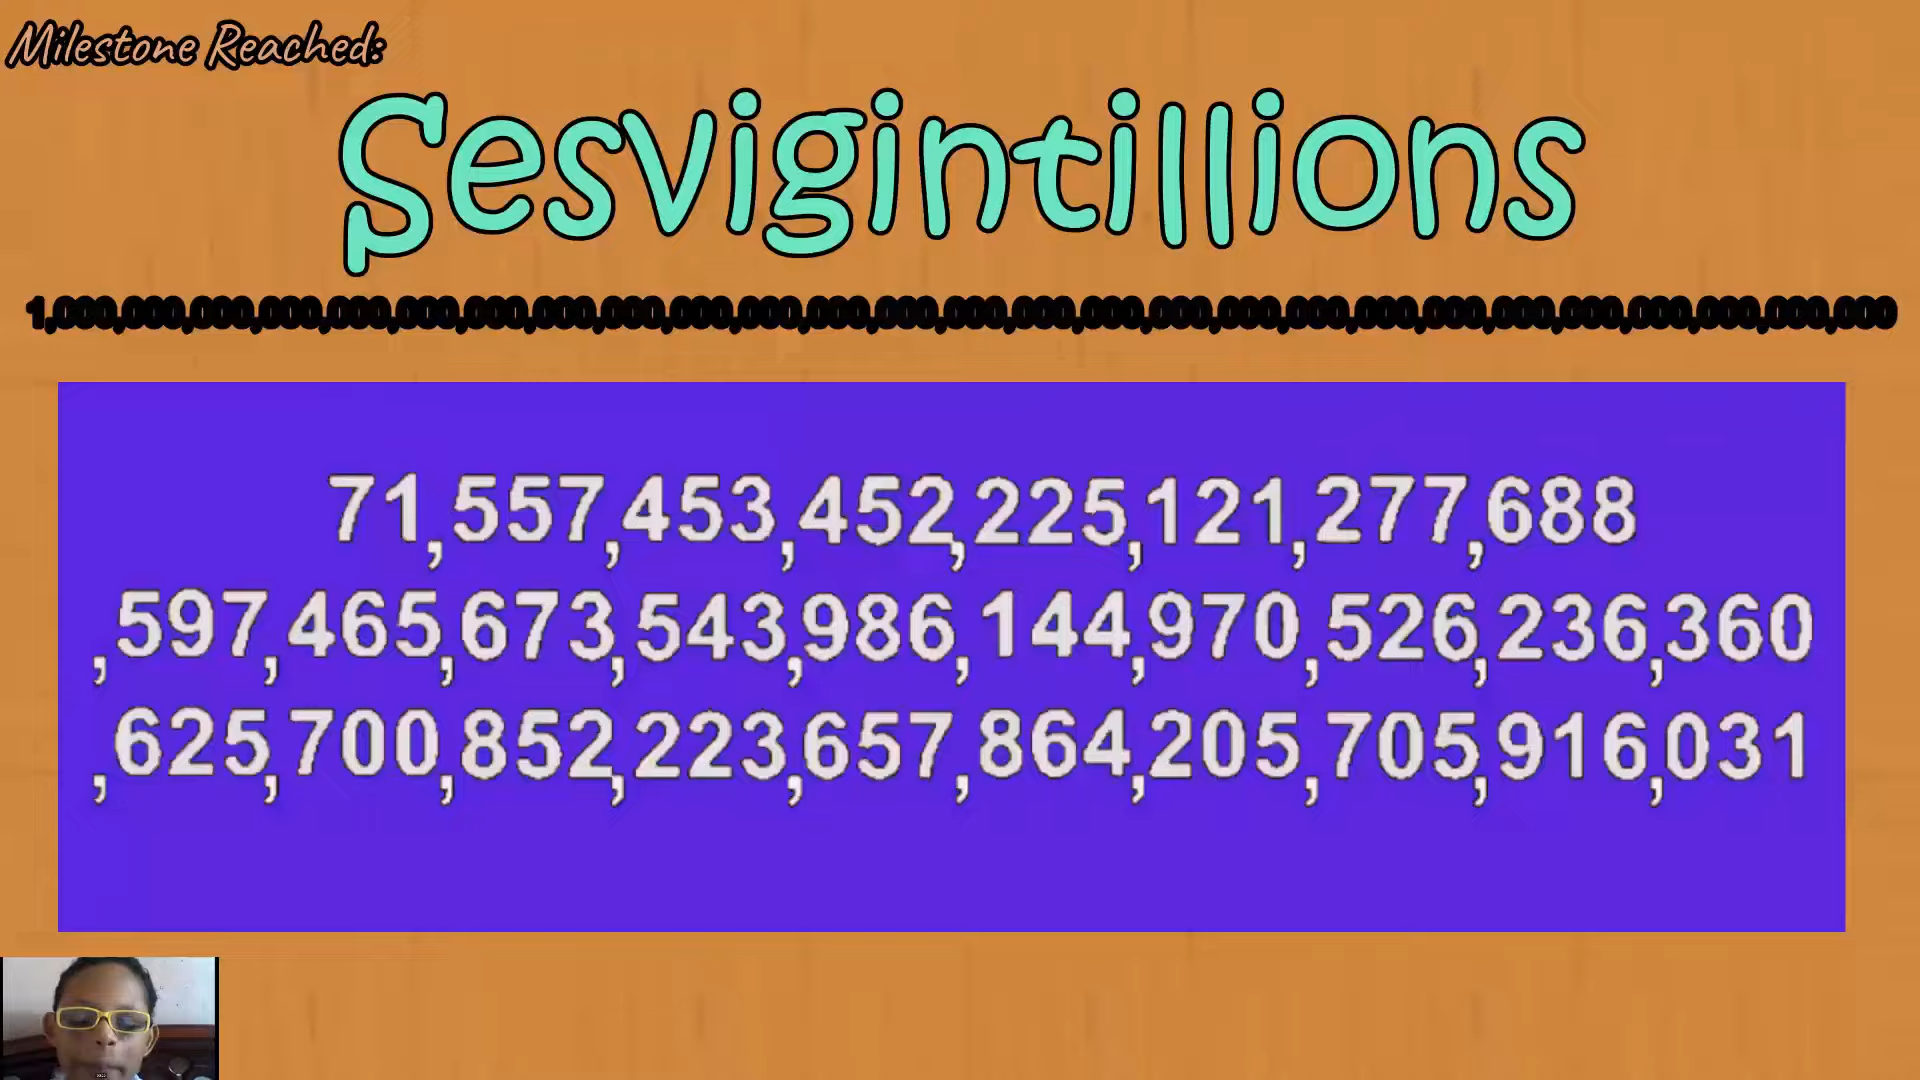 Milestone Reached:
Sesvigintillions
1,000,000,000,000,000,000,000,000,000,000,000,000,000,000,000,000,000,000,000,000,000,000,000,000,000,000,000
71,557,453,452,225,121,277,688
,597,465,673,543,986,144,970,526,236,360
,625,700,852,223,657,864,205,705,916,031